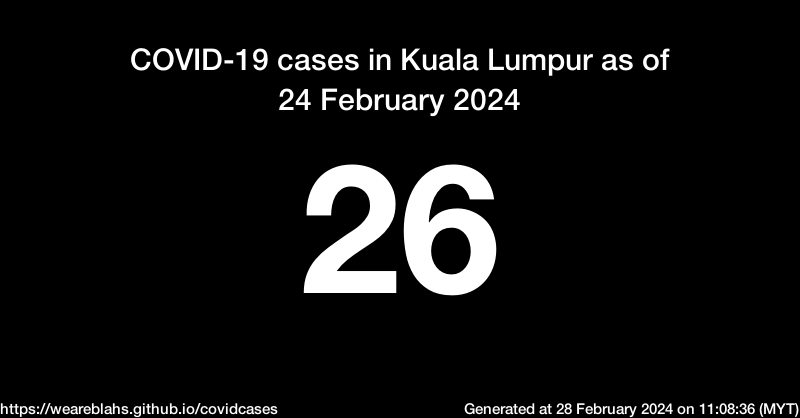 COVID-19 cases in Kuala Lumpur as of
24 February 2024
26
https://weareblahs.github.io/covidcases
Generated at 28 February 2024 on 11:08:36 (MYT)